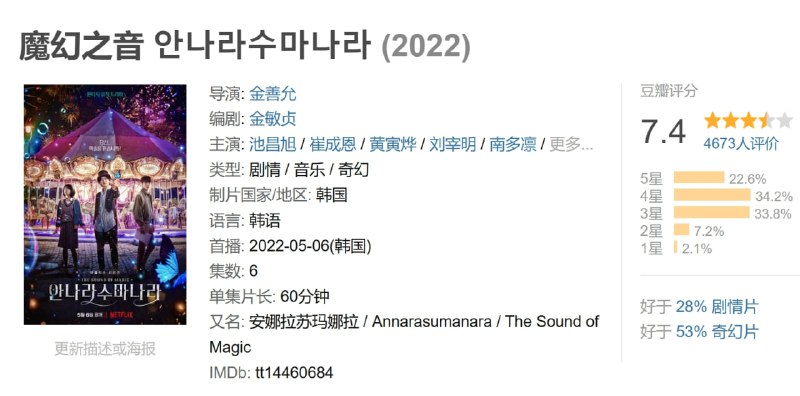 魔幻之音 안나라수마나라 (2022)
안나라수마나라
NETFLIX
更新描述或海报
导演: 金善允
编剧: 金敏贞
主演: 池昌旭 / 崔成恩 / 黄寅烨 / 刘宰明 / 南多凛 / 更多...
类型: 剧情 / 音乐 / 奇幻
制片国家/地区: 韩国
语言: 韩语
首播: 2022-05-06(韩国)
集数: 6
单集片长: 60分钟
又名: 安娜拉苏玛娜拉 / Annarasumanara / The Sound of
Magic
IMDb: tt14460684
豆瓣评分
7.4
4673人评价
5星 22.6%
4星 34.2%
3星 33.8%
2星 7.2%
1星 2.1%
好于 28% 剧情片
好于 53% 奇幻片